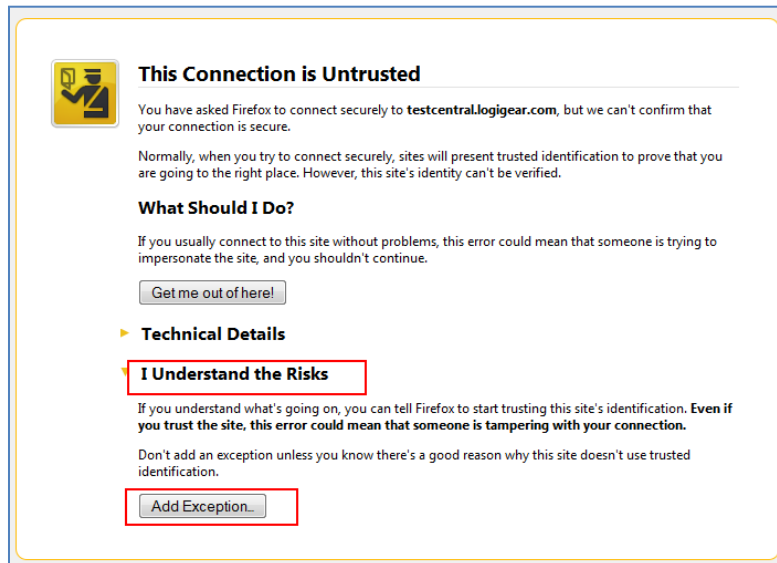 This Connection is Untrusted
You have asked Firefox to connect securely to testcentral.logigear.com, but we can't confirm that
your connection is secure.
Normally, when you try to connect securely, sites will present trusted identification to prove that you
are going to the right place. However, this site's identity can't be verified.
What Should I Do?
If you usually connect to this site without problems, this error could mean that someone is trying to
impersonate the site, and you shouldn't continue.
Get me out of here!
Technical Details
I Understand the Risks
If you understand what's going on, you can tell Firefox to start trusting this site's identification. Even if
you trust the site, this error could mean that someone is tampering with your connection.
Don't add an exception unless you know there's a good reason why this site doesn't use trusted
identification.
Add Exception...